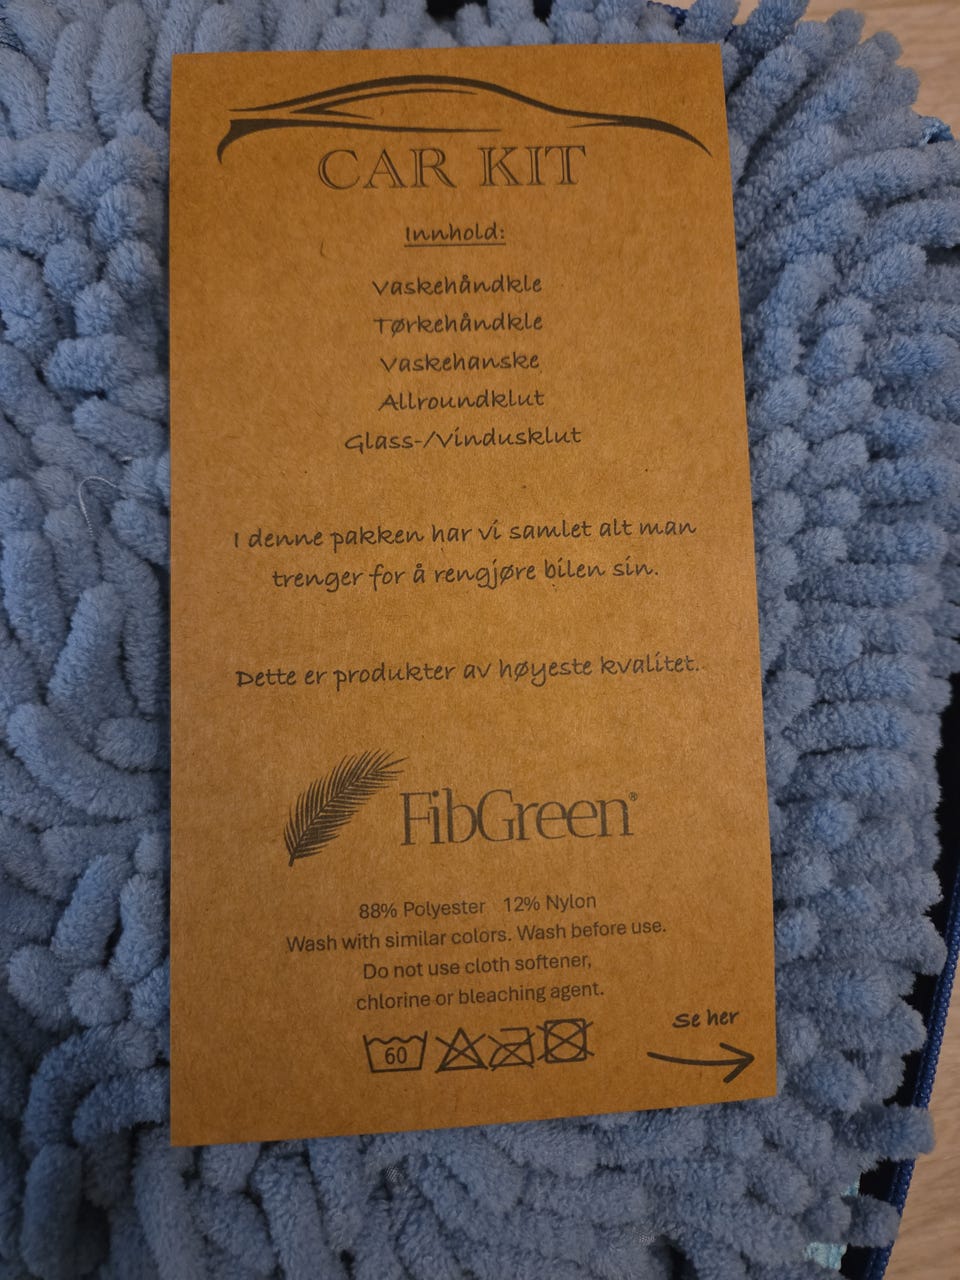 CAR KIT
Innhold:
Vaskehåndkle
Tørkehåndkle
Vaskehanske
Allroundklut
Glass-/Vindusklut
I denne pakken har vi samlet alt man
trenger for å rengjøre bilen sin.
Dette er produkter av høyeste kvalitet.
FibGreen®
88% Polyester 12% Nylon
Wash with similar colors. Wash before use.
Do not use cloth softener,
chlorine or bleaching agent.
60
Se her